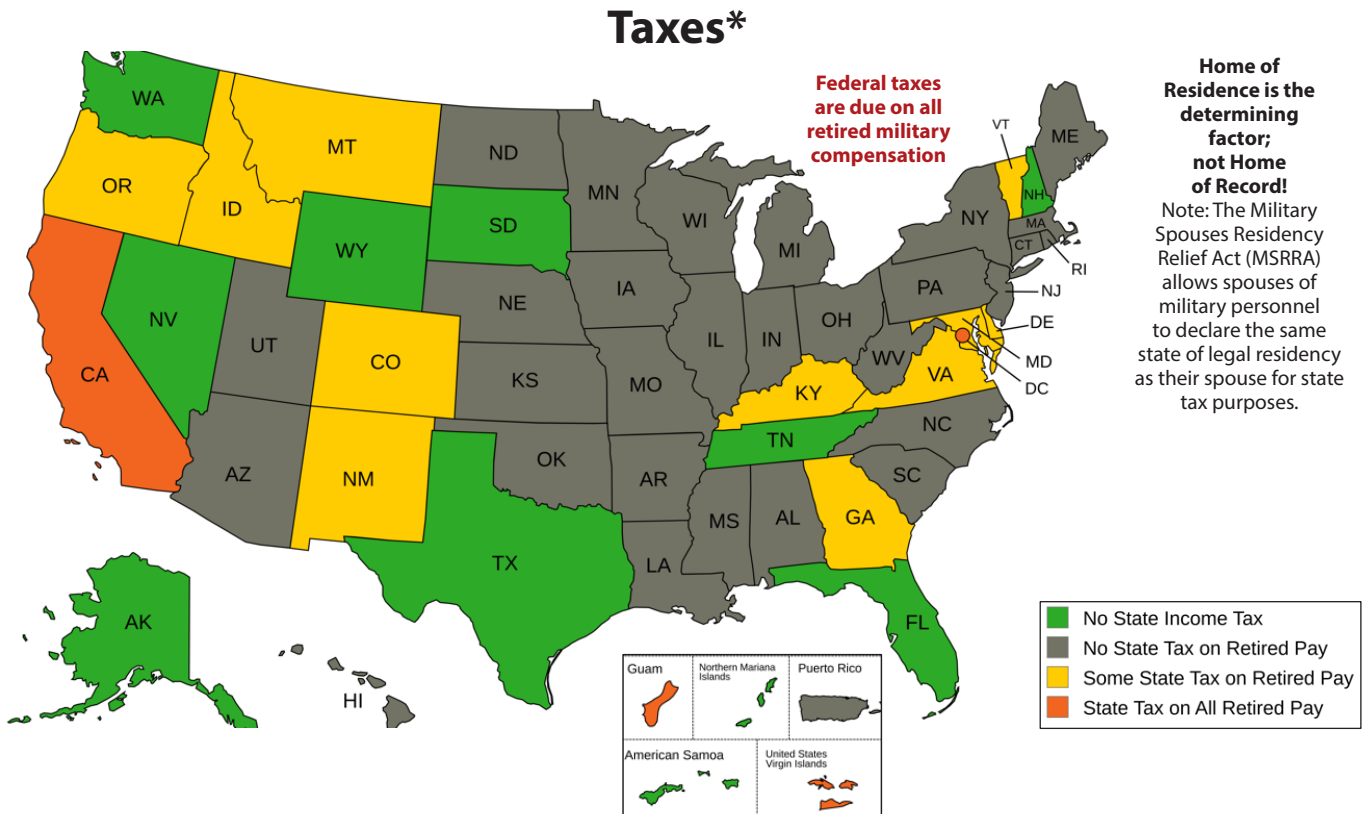 Taxes*
Federal taxes
are due on all
retired military
compensation
Home of
Residence is the
determining
factor;
not Home
of Record!
Note: The Military
Spouses Residency
Relief Act (MSRRA)
allows spouses of
military personnel
to declare the same
state of legal residency
as their spouse for state
tax purposes.
WA
OR
CA
NV
ID
MT
WY
UT
AZ
CO
NM
ND
SD
NE
KS
OK
TX
MN
IA
MO
AR
LA
WI
IL
MI
IN
OH
KY
TN
MS
AL
GA
FL
SC
NC
VA
WV
PA
NY
VT
NH
ME
MA
CT
RI
NJ
DE
MD
DC
AK
HI
Guam
Northern Mariana
Islands
Puerto Rico
American Samoa
United States
Virgin Islands
No State Income Tax
No State Tax on Retired Pay
Some State Tax on Retired Pay
State Tax on All Retired Pay